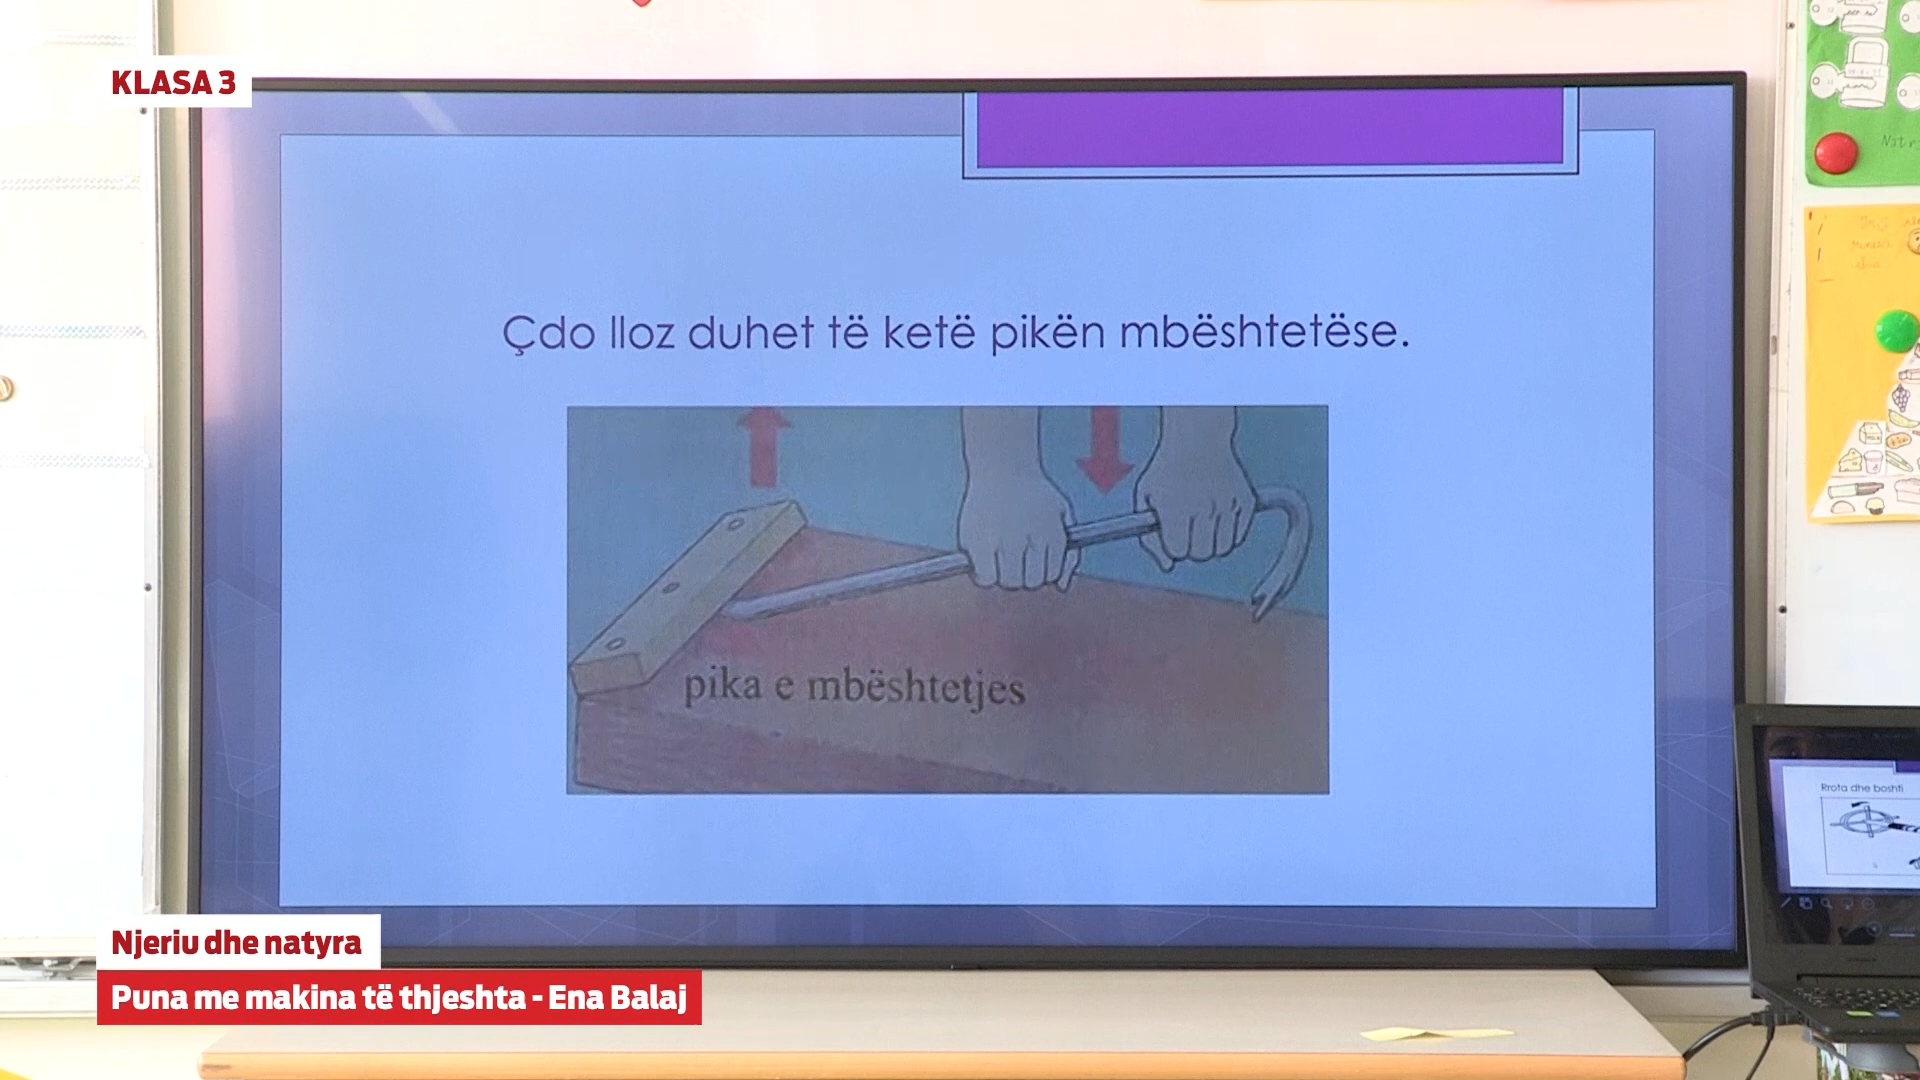 KLASA 3
Çdo lloz duhet të ketë pikën mbështetëse.
pika e mbështetjes
Rrota dhe boshti
Njeriu dhe natyra
Puna me makina të thjeshta - Ena Balaj